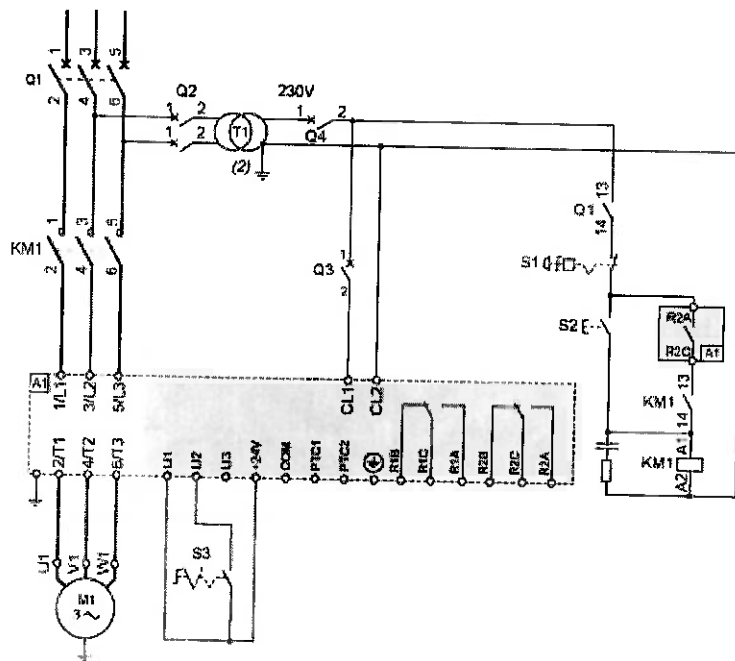 1 3 5
Q1
2 4 6
Q2
1 2
1 2
T1
(2)
230V
1 2
Q4
1 3 5
KM1
2 4 6
1
Q3
2
13
Q1
14
S1
S2
R2A
R2C
A1
13
KM1
14
A1
KM1
A2
A1
1/L1 3/L2 5/L3
CL1 CL2
2/T1 4/T2 6/T3
LI1 LI2 LI3 +24V COM PTC1 PTC2 R1B R1C R1A R2B R2C R2A
S3
U1 V1 W1
M1
3 ~